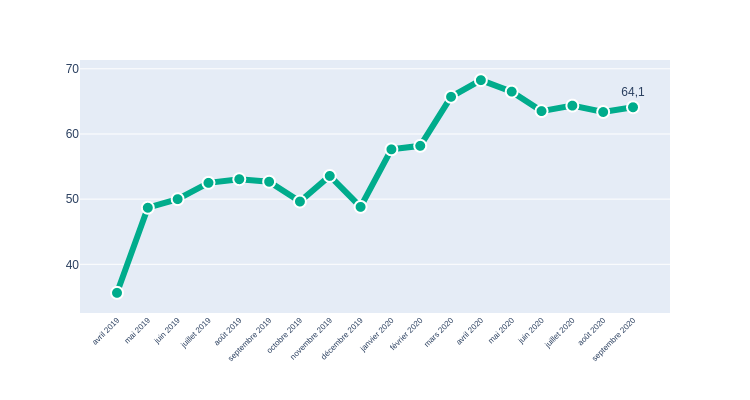 70
60
50
40
64,1
avril 2019
mai 2019
juin 2019
juillet 2019
août 2019
septembre 2019
octobre 2019
novembre 2019
décembre 2019
janvier 2020
février 2020
mars 2020
avril 2020
mai 2020
juin 2020
juillet 2020
août 2020
septembre 2020